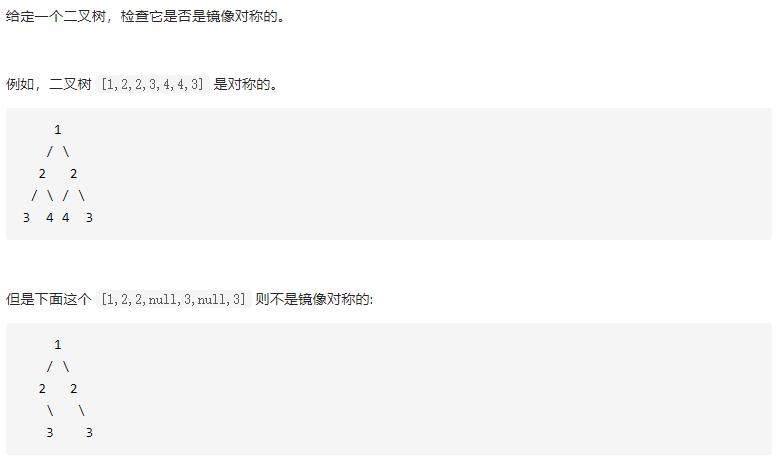 给定一个二叉树，检查它是否是镜像对称的。
例如，二叉树 [1,2,2,3,4,4,3] 是对称的。
    1
   / \
  2   2
 / \ / \
3  4 4  3
但是下面这个 [1,2,2,null,3,null,3] 则不是镜像对称的:
    1
   / \
  2   2
   \   \
   3    3